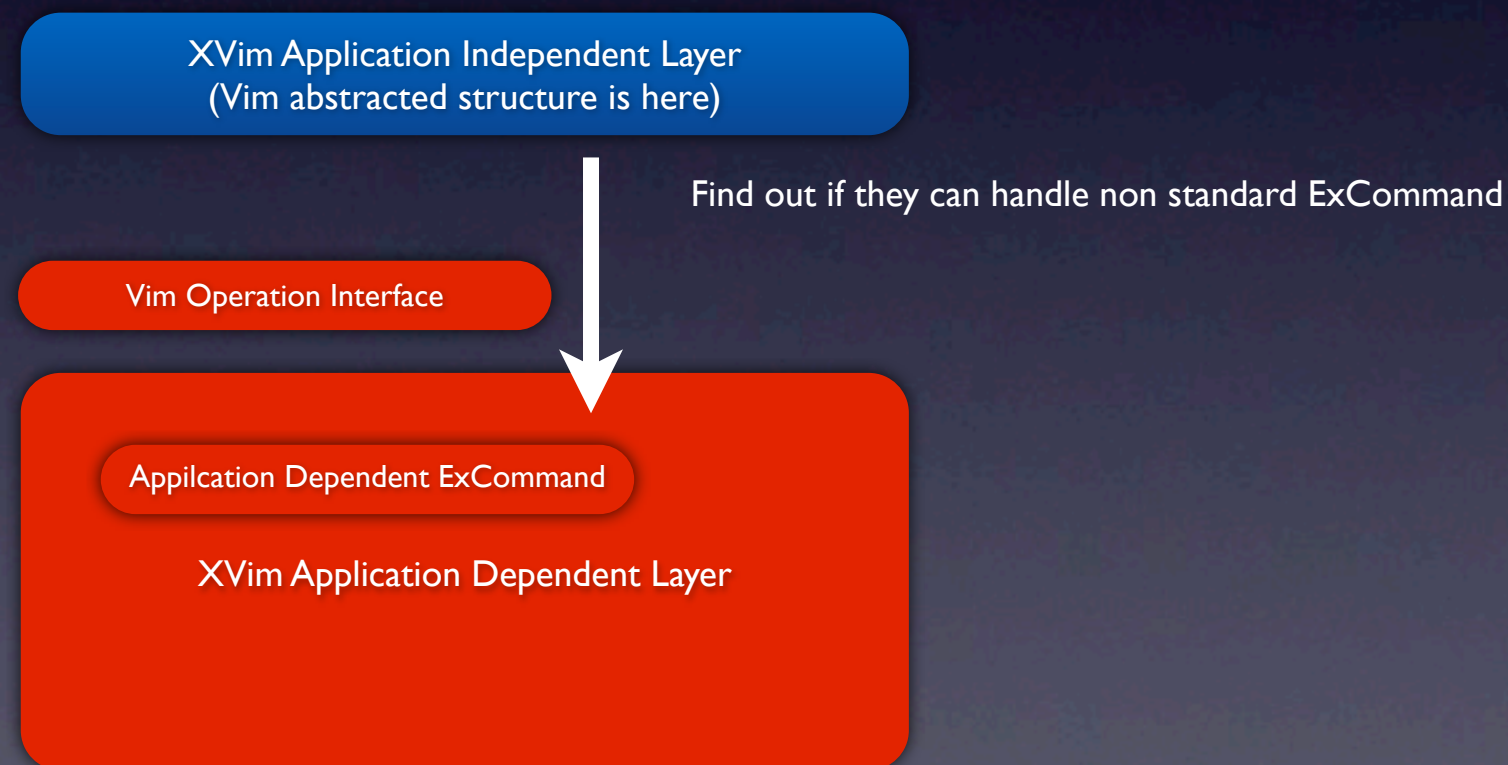 XVim Application Independent Layer
(Vim abstracted structure is here)
Find out if they can handle non standard ExCommand
Vim Operation Interface
Appilcation Dependent ExCommand
XVim Application Dependent Layer